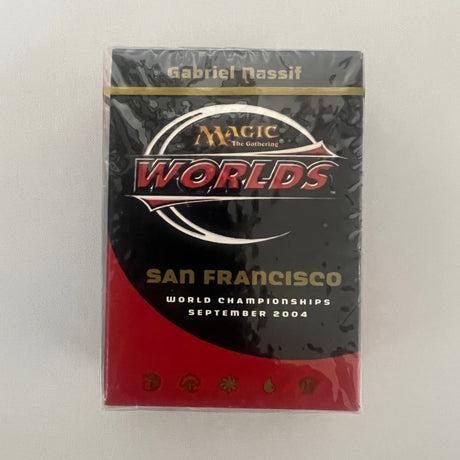 Gabriel Nassif
MAGIC
The Gathering
WORLDS
SAN FRANCISCO
WORLD CHAMPIONSHIPS
SEPTEMBER 2004